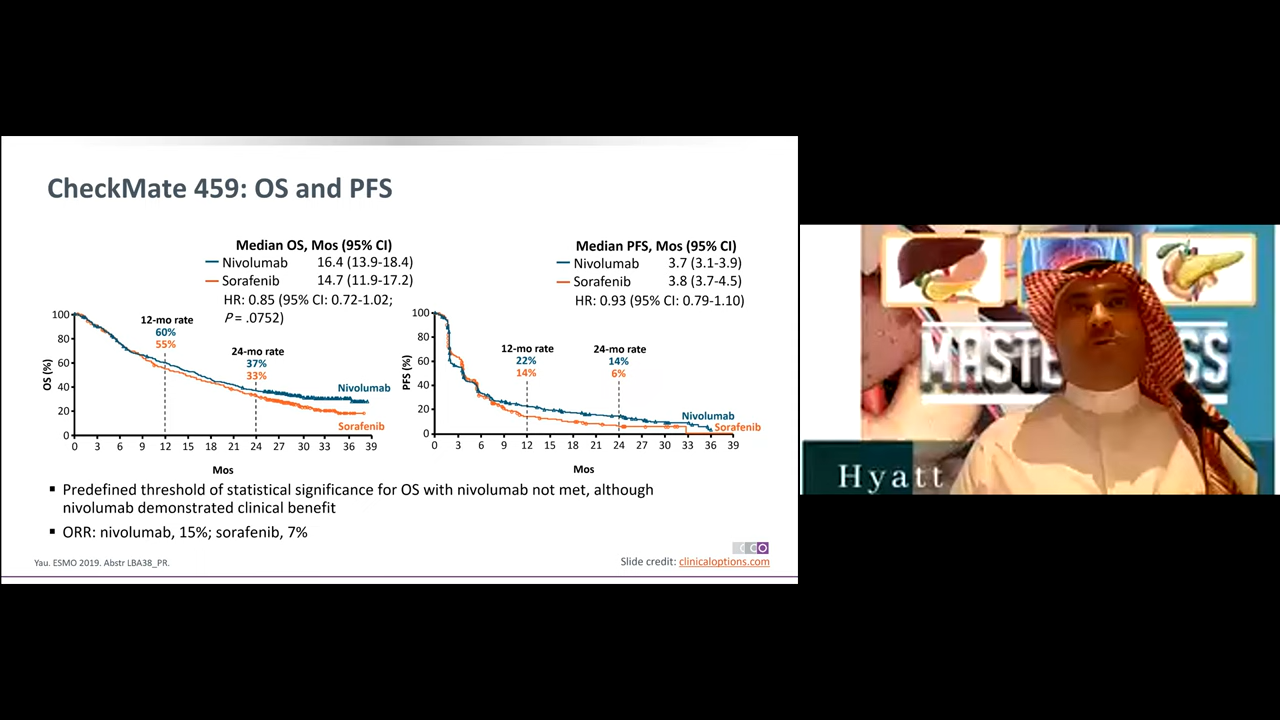 CheckMate 459: OS and PFS
Median OS, Mos (95% CI)
Nivolumab 16.4 (13.9-18.4)
Sorafenib 14.7 (11.9-17.2)
HR: 0.85 (95% CI: 0.72-1.02;
P = .0752)
OS (%)
100
80
60
40
20
0
12-mo rate
60%
55%
24-mo rate
37%
33%
Nivolumab
Sorafenib
0 3 6 9 12 15 18 21 24 27 30 33 36 39
Mos
Median PFS, Mos (95% CI)
Nivolumab 3.7 (3.1-3.9)
Sorafenib 3.8 (3.7-4.5)
HR: 0.93 (95% CI: 0.79-1.10)
PFS (%)
100
80
60
40
20
0
12-mo rate
22%
14%
24-mo rate
14%
6%
Nivolumab
Sorafenib
0 3 6 9 12 15 18 21 24 27 30 33 36 39
Mos
▪ Predefined threshold of statistical significance for OS with nivolumab not met, although
nivolumab demonstrated clinical benefit
▪ ORR: nivolumab, 15%; sorafenib, 7%
Yau. ESMO 2019. Abstr LBA38_PR.
CCO
Slide credit: clinicaloptions.com
Hyatt